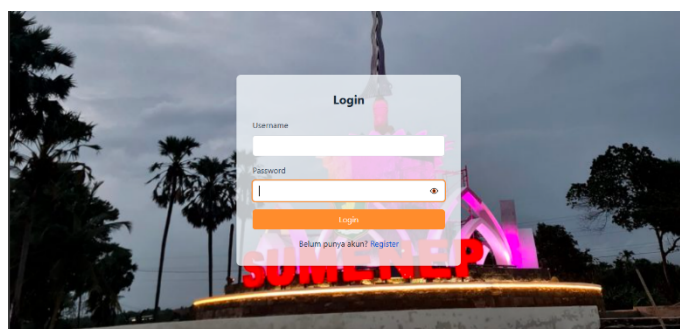 Login
Username
Password
Login
Belum punya akun? Register
SUMENEP